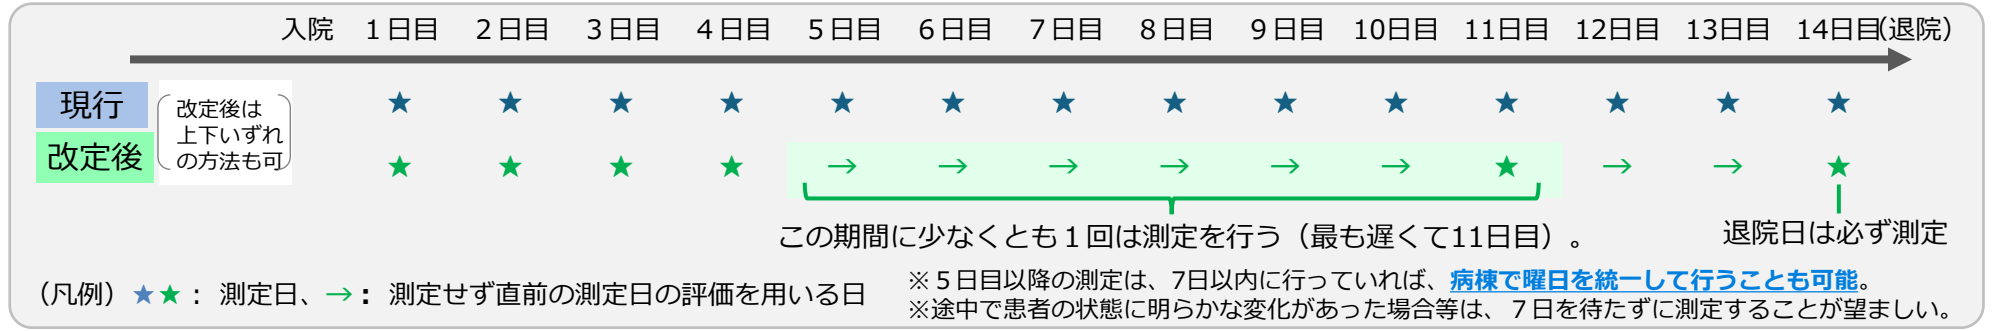 入院 １日目 ２日目 ３日目 ４日目 ５日目 ６日目 ７日目 ８日目 ９日目 10日目 11日目 12日目 13日目 14日目（退院）
現行 ★ ★ ★ ★ ★ ★ ★ ★ ★ ★ ★ ★ ★ ★
改定後は
上下いずれ
の方法も可
改定後 ★ ★ ★ ★ → → → → → → ★ → → ★
この期間に少なくとも１回は測定を行う（最も遅くて11日目）。
退院日は必ず測定
（凡例）★★： 測定日、→： 測定せず直前の測定日の評価を用いる日
※５日目以降の測定は、7日以内に行っていれば、病棟で曜日を統一して行うことも可能。
※途中で患者の状態に明らかな変化があった場合等は、７日を待たずに測定することが望ましい。